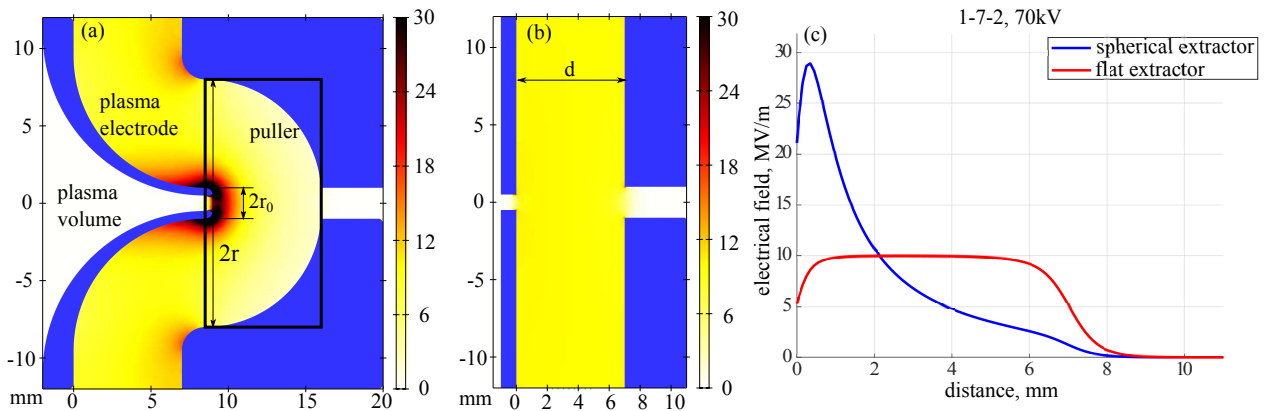 (a)
plasma
electrode
puller
plasma
volume
2r₀
2r
10
5
0
-5
-10
mm 0 5 10 15 20
30
24
18
12
6
0
(b)
d
10
5
0
-5
-10
mm 0 2 4 6 8 10
30
24
18
12
6
0
1-7-2, 70kV
(c)
spherical extractor
flat extractor
electrical field, MV/m
30
25
20
15
10
5
0
0 2 4 6 8 10
distance, mm